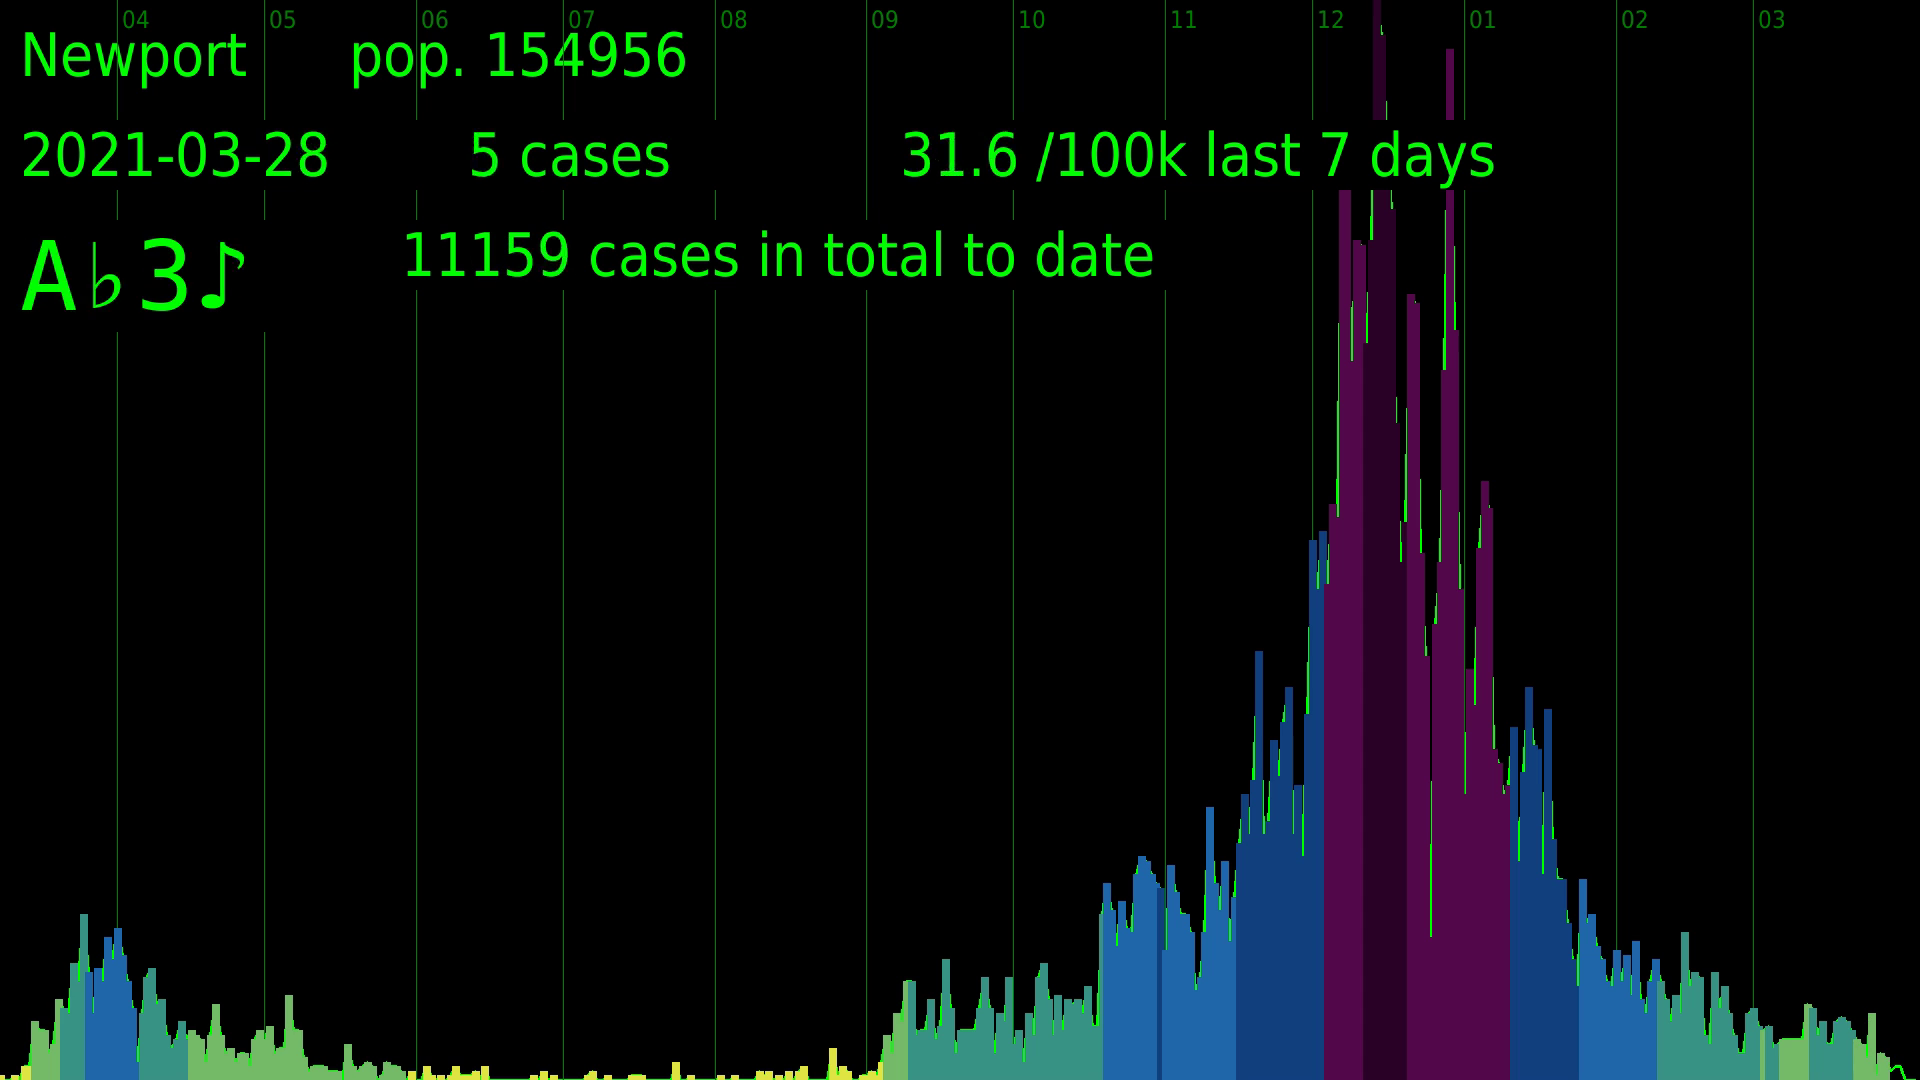 04 05 06 07 08 09 10 11 12 01 02 03
Newport pop. 154956
2021-03-28 5 cases 31.6 /100k last 7 days
A♭3♪ 11159 cases in total to date